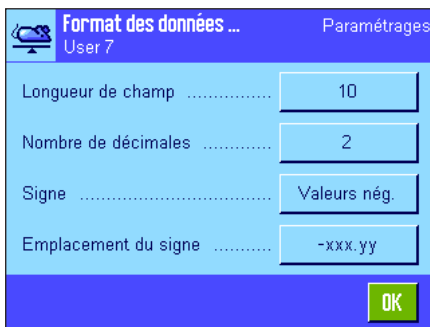 Format des données ... Paramétrages
User 7
Longueur de champ ............... 10
Nombre de décimales ............ 2
Signe .................................. Valeurs nég.
Emplacement du signe .......... -xxx.yy
OK